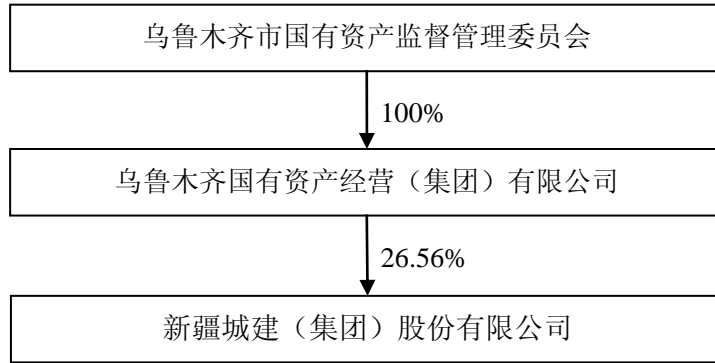 乌鲁木齐市国有资产监督管理委员会
100%
乌鲁木齐国有资产经营（集团）有限公司
26.56%
新疆城建（集团）股份有限公司